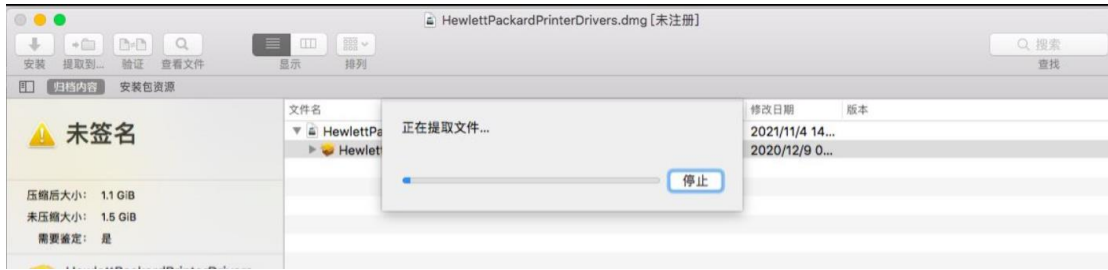 HewlettPackardPrinterDrivers.dmg [未注册]
安装 提取到... 验证 查看文件 显示 排列 搜索 查找
归档内容 安装包资源
未签名
压缩后大小: 1.1 GiB
未压缩大小: 1.5 GiB
需要鉴定: 是
文件名 修改日期 版本
HewlettPa 2021/11/4 14...
Hewlet 2020/12/9 0...
正在提取文件...
停止